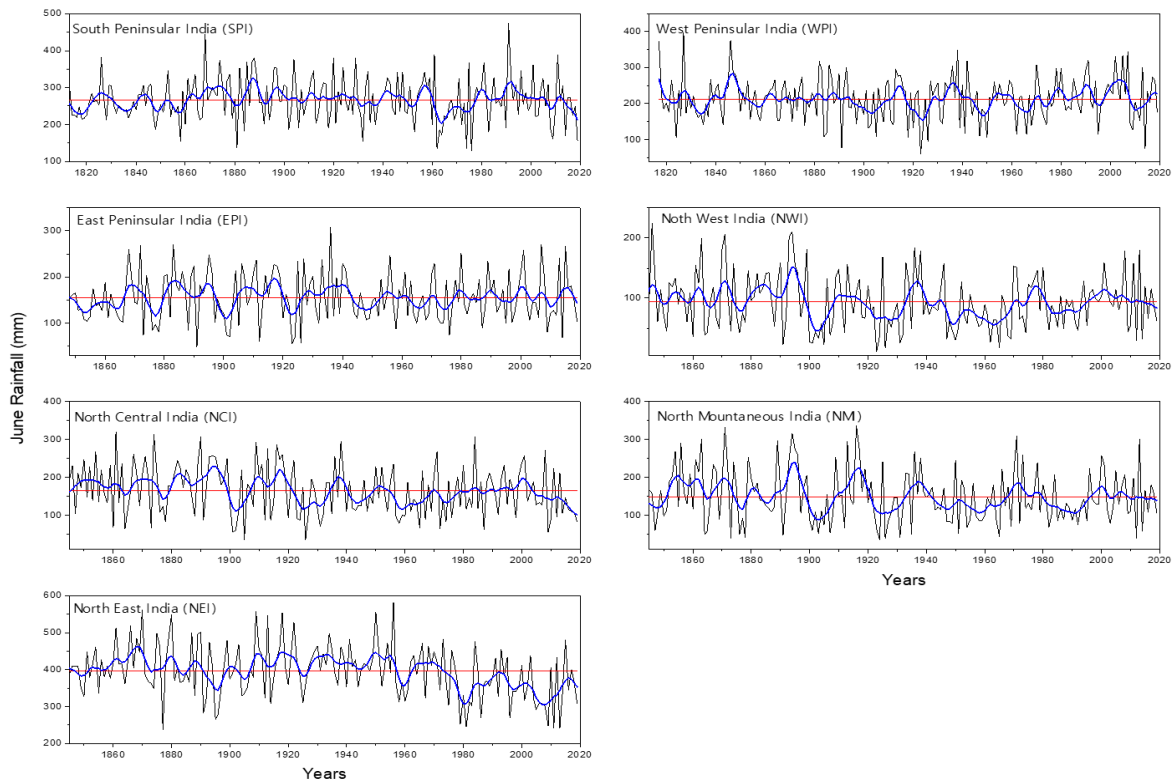 South Peninsular India (SPI)
500
400
300
200
100
1820 1840 1860 1880 1900 1920 1940 1960 1980 2000 2020
West Peninsular India (WPI)
400
300
200
100
1820 1840 1860 1880 1900 1920 1940 1960 1980 2000 2020
East Peninsular India (EPI)
300
200
100
1860 1880 1900 1920 1940 1960 1980 2000 2020
Noth West India (NWI)
200
100
1860 1880 1900 1920 1940 1960 1980 2000 2020
June Rainfall (mm)
North Central India (NCI)
400
300
200
100
1860 1880 1900 1920 1940 1960 1980 2000 2020
North Mountaneous India (NMI)
400
300
200
100
1860 1880 1900 1920 1940 1960 1980 2000 2020
Years
North East India (NEI)
600
500
400
300
200
1860 1880 1900 1920 1940 1960 1980 2000 2020
Years